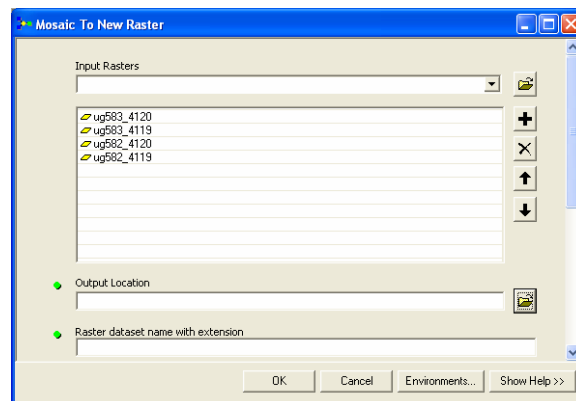 Mosaic To New Raster
Input Rasters
ug583_4120
ug583_4119
ug582_4120
ug582_4119
Output Location
Raster dataset name with extension
OK Cancel Environments... Show Help >>